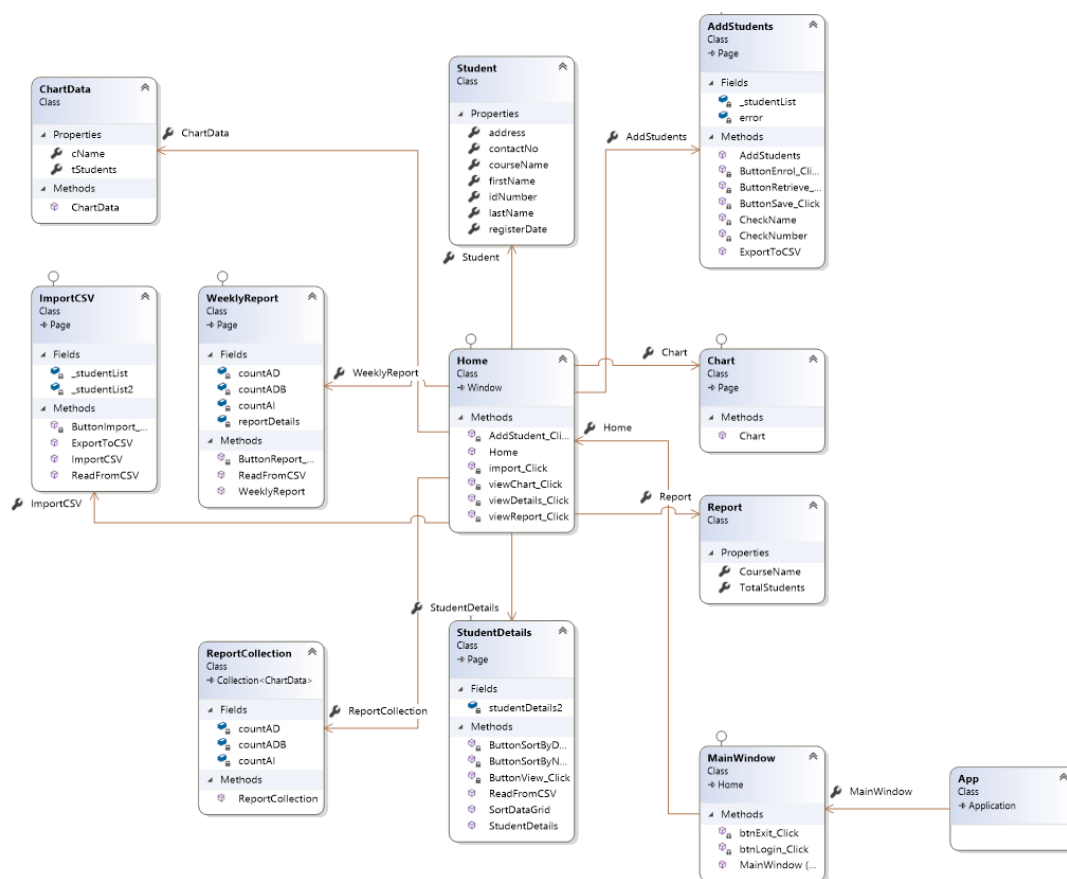 AddStudents
Class
Page
Fields
_studentList
error
Methods
AddStudents
ButtonEnrol_Cli...
ButtonRetrieve_...
ButtonSave_Click
CheckName
CheckNumber
ExportToCSV
Student
Class
Properties
address
contactNo
courseName
firstName
idNumber
lastName
registerDate
ChartData
Class
Properties
cName
tStudents
Methods
ChartData
ChartData
AddStudents
Student
ImportCSV
Class
Page
Fields
_studentList
_studentList2
Methods
ButtonImport_...
ExportToCSV
ImportCSV
ReadFromCSV
ImportCSV
WeeklyReport
Class
Page
Fields
countAD
countADB
countAI
reportDetails
Methods
ButtonReport_...
ReadFromCSV
WeeklyReport
WeeklyReport
Home
Class
Window
Methods
AddStudent_Cli...
Home
import_Click
viewChart_Click
viewDetails_Click
viewReport_Click
Chart
Home
Report
Chart
Class
Page
Methods
Chart
Report
Class
Properties
CourseName
TotalStudents
StudentDetails
ReportCollection
Class
Collection<ChartData>
Fields
countAD
countADB
countAI
Methods
ReportCollection
ReportCollection
StudentDetails
Class
Page
Fields
studentDetails2
Methods
ButtonSortByD...
ButtonSortByN...
ButtonView_Click
ReadFromCSV
SortDataGrid
StudentDetails
MainWindow
Class
Home
Methods
btnExit_Click
btnLogin_Click
MainWindow (...
MainWindow
App
Class
Application